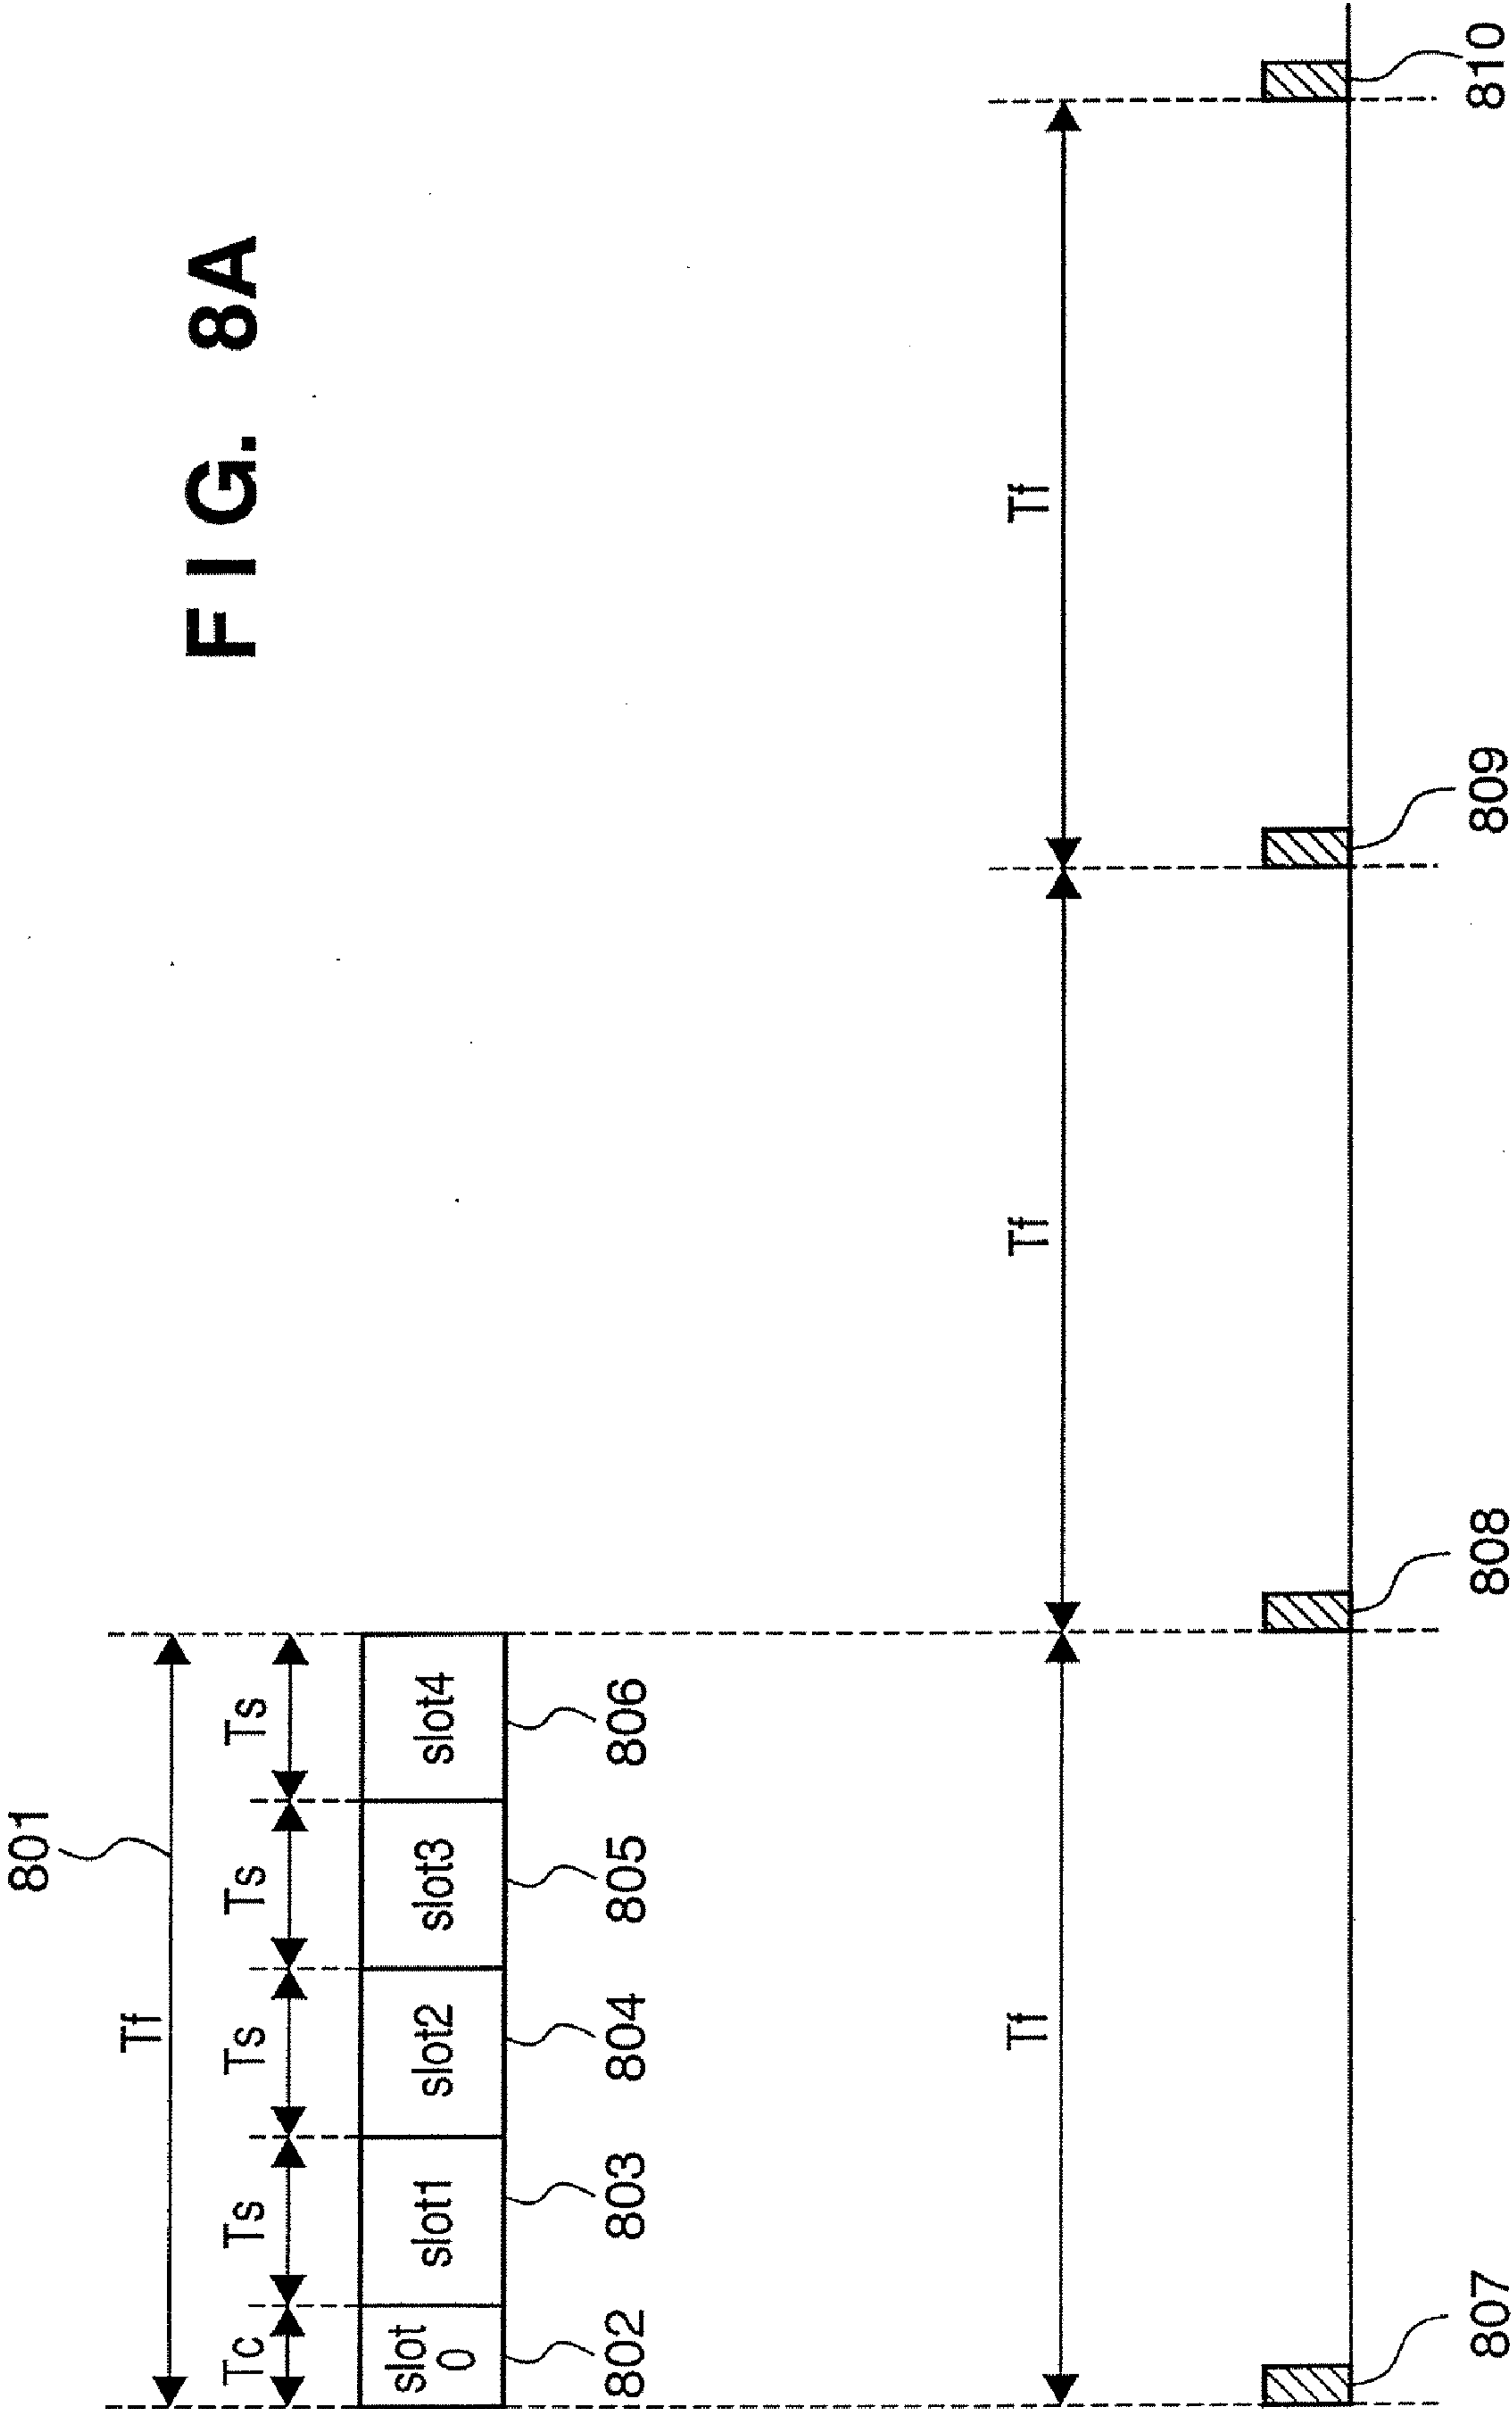 FIG. 8A
801
Tf
Tc Ts Ts Ts Ts
slot 0 slot1 slot2 slot3 slot4
802 803 804 805 806
Tf Tf Tf
807 808 809 810